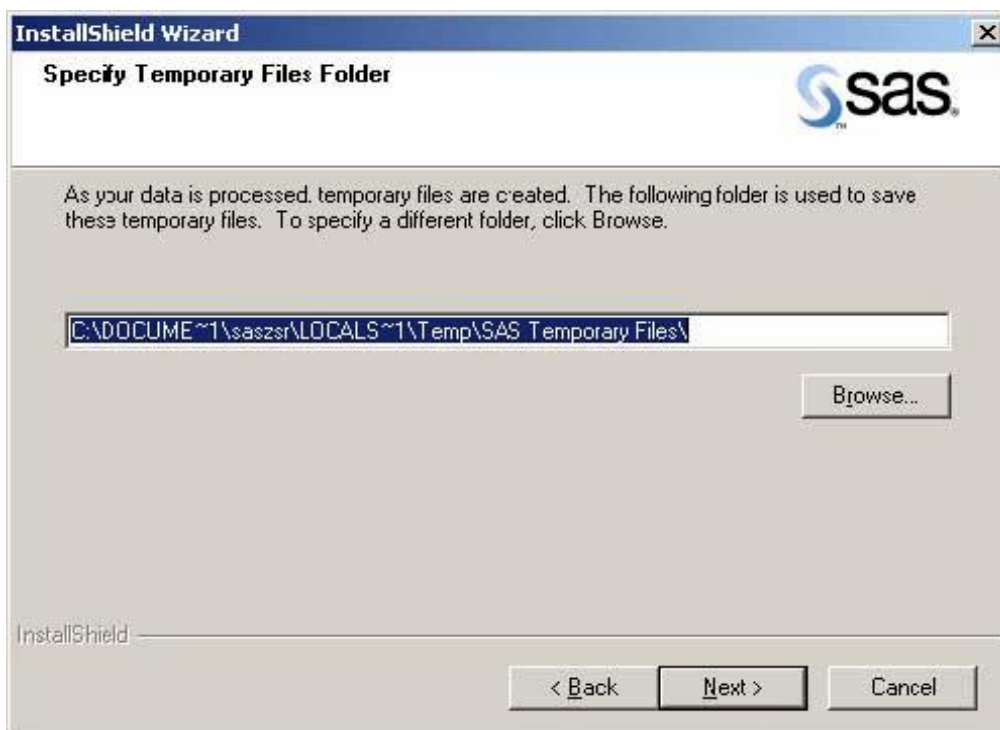 InstallShield Wizard
Specify Temporary Files Folder
sas.
TM
As your data is processed, temporary files are created. The following folder is used to save
these temporary files. To specify a different folder, click Browse.
C:\DOCUME~1\saszsr\LOCALS~1\Temp\SAS Temporary Files\
Browse...
InstallShield
< Back
Next >
Cancel